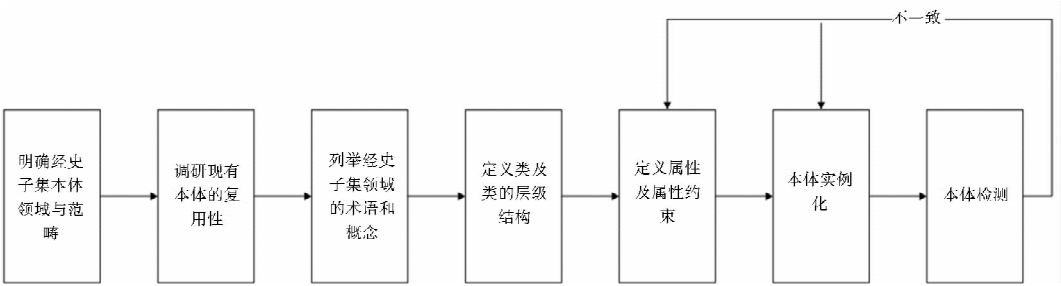 不一致
明确经史
子集本体
领域与范
畴
调研现有
本体的复
用性
列举经史
子集领域
的术语和
概念
定义类及
类的层级
结构
定义属性
及属性约
束
本体实例
化
本体检测